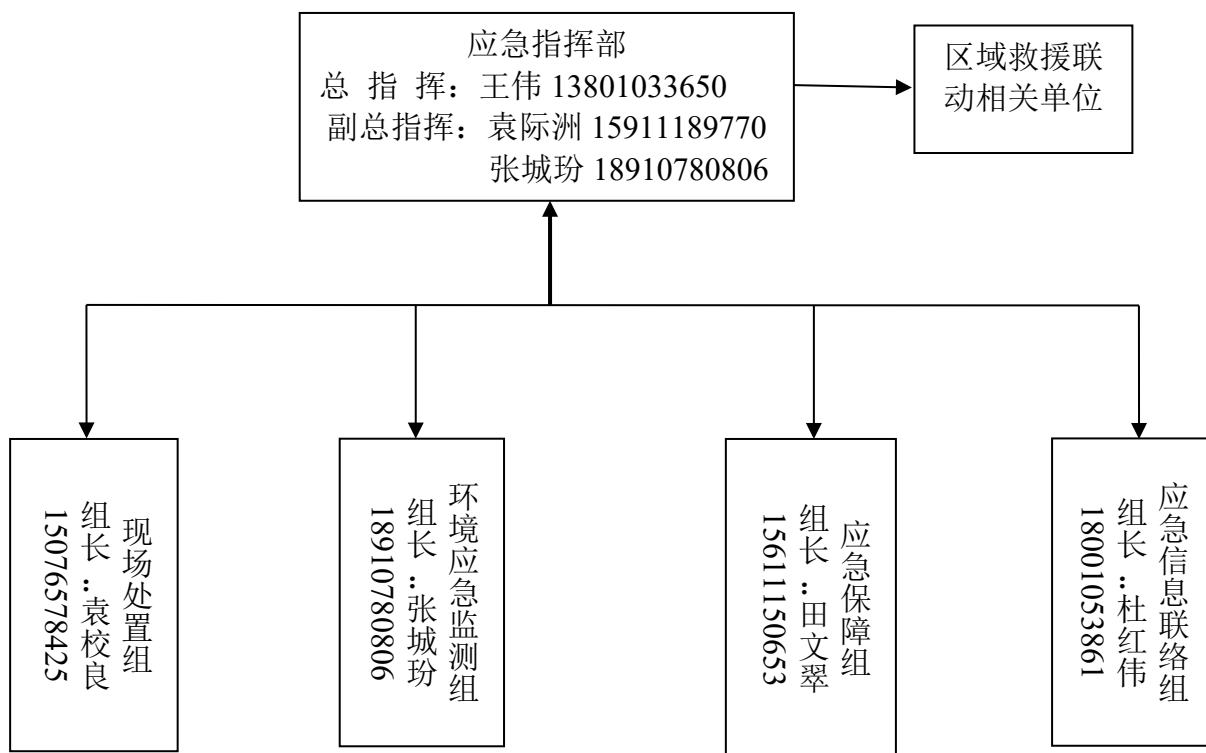 应急指挥部
总 指 挥：王伟 13801033650
副总指挥：袁际洲 15911189770
张城玢 18910780806
区域救援联
动相关单位
现场处置组
组长：袁校良
15076578425
环境应急监测组
组长：张城玢
18910780806
应急保障组
组长：田文翠
15611150653
应急信息联络组
组长：杜红伟
18001053861